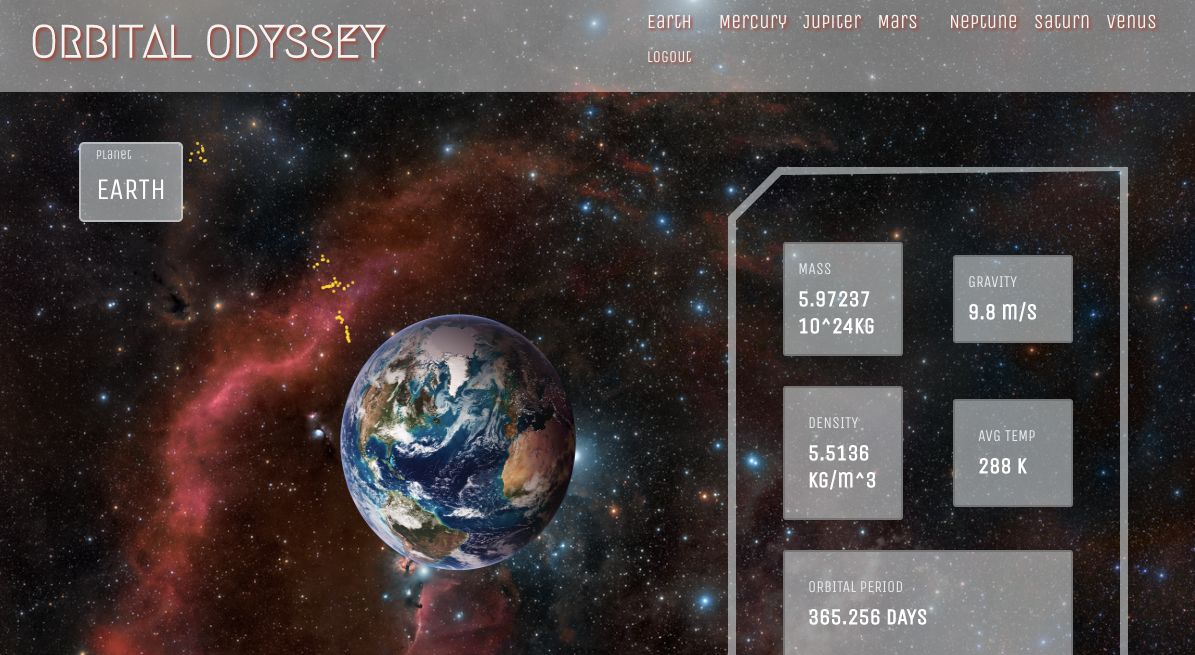 ORBITAL ODYSSEY
Earth Mercury Jupiter Mars Neptune Saturn Venus
Logout
Planet
EARTH
MASS
5.97237
10^24KG
GRAVITY
9.8 m/s
DENSITY
5.5136
KG/m^3
AVG TEMP
288 K
ORBITAL PERIOD
365.256 DAYS